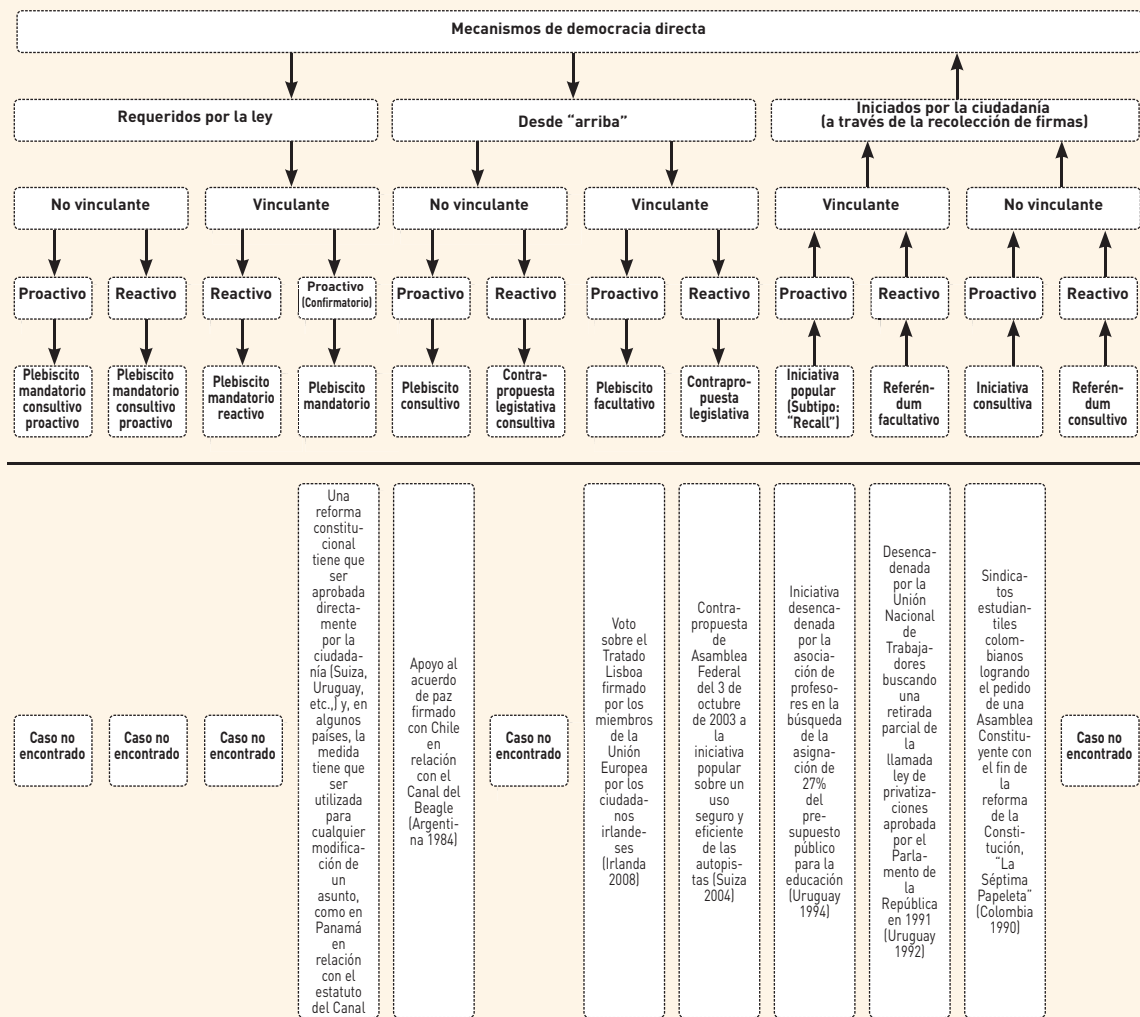 Mecanismos de democracia directa
Requeridos por la ley
Desde “arriba”
Iniciados por la ciudadanía
(a través de la recolección de firmas)
No vinculante
Vinculante
No vinculante
Vinculante
Vinculante
No vinculante
Proactivo
Reactivo
Reactivo
Proactivo
(Confirmatorio)
Proactivo
Reactivo
Proactivo
Reactivo
Proactivo
Reactivo
Proactivo
Reactivo
Plebiscito
mandatorio
consultivo
proactivo
Plebiscito
mandatorio
consultivo
proactivo
Plebiscito
mandatorio
reactivo
Plebiscito
mandatorio
Plebiscito
consultivo
Contra-
propuesta
legistativa
consultiva
Plebiscito
facultativo
Contrapro-
puesta
legislativa
Iniciativa
popular
(Subtipo:
“Recall”)
Referén-
dum
facultativo
Iniciativa
consultiva
Referén-
dum
consultivo
Caso no
encontrado
Caso no
encontrado
Caso no
encontrado
Una
reforma
constitu-
cional
tiene que
ser
aprobada
directa-
mente
por la
ciudada-
nía (Suiza,
Uruguay,
etc.,) y, en
algunos
países, la
medida
tiene que
ser
utilizada
para
cualquier
modifica-
ción de
un
asunto,
como en
Panamá
en
relación
con el
estatuto
del Canal
Apoyo al
acuerdo
de paz
firmado
con Chile
en
relación
con el
Canal del
Beagle
(Argenti-
na 1984)
Caso no
encontrado
Voto
sobre el
Tratado
Lisboa
firmado
por los
miembros
de la
Unión
Europea
por los
ciudada-
nos
irlande-
ses
(Irlanda
2008)
Contra-
propuesta
de
Asamblea
Federal
del 3 de
octubre
de 2003 a
la
iniciativa
popular
sobre un
uso
seguro y
eficiente
de las
autopis-
tas (Suiza
2004)
Iniciativa
desenca-
denada
por la
asocia-
ción de
profeso-
res en la
búsqueda
de la
asigna-
ción de
27%
del
pre-
supuesto
público
para la
educación
(Uruguay
1994)
Desenca-
denada
por la
Unión
Nacional
de
Trabaja-
dores
buscando
una
retirada
parcial de
la
llamada
ley de
privatiza-
ciones
aprobada
por el
Parla-
mento de
la
República
en 1991
(Uruguay
1992)
Sindica-
tos
estudian-
tiles
colom-
bianos
logrando
el pedido
de una
Asamblea
Constitu-
yente con
el fin de
la
reforma
de la
Consti-
tución,
“La
Séptima
Papeleta”
(Colombia
1990)
Caso no
encontrado